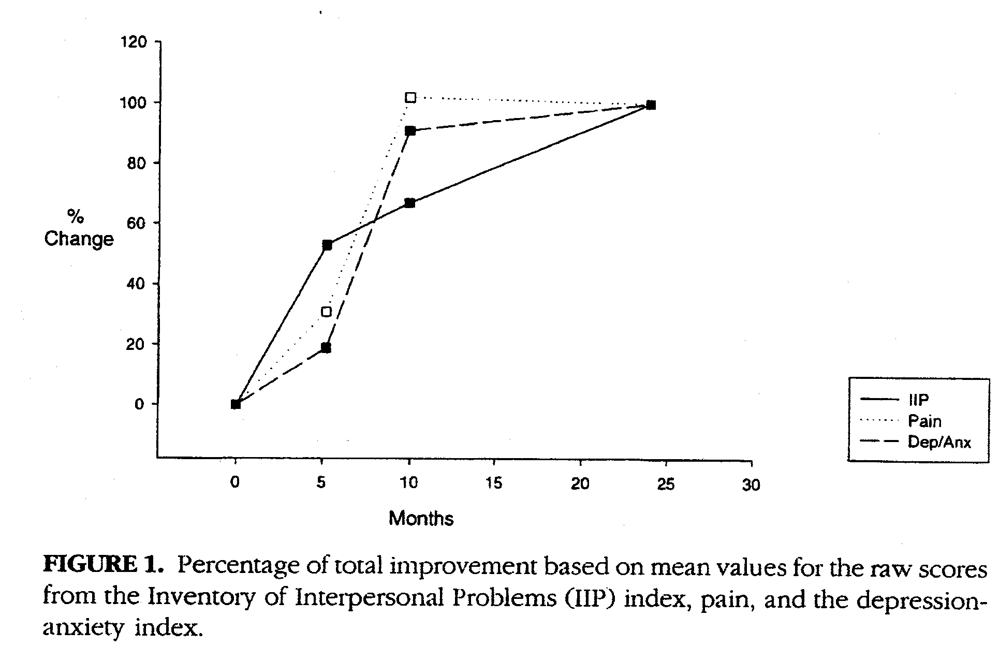 120
100
80
60
40
20
0
%
Change
0 5 10 15 20 25 30
Months
IIP
Pain
Dep/Anx
FIGURE 1. Percentage of total improvement based on mean values for the raw scores
from the Inventory of Interpersonal Problems (IIP) index, pain, and the depression-
anxiety index.